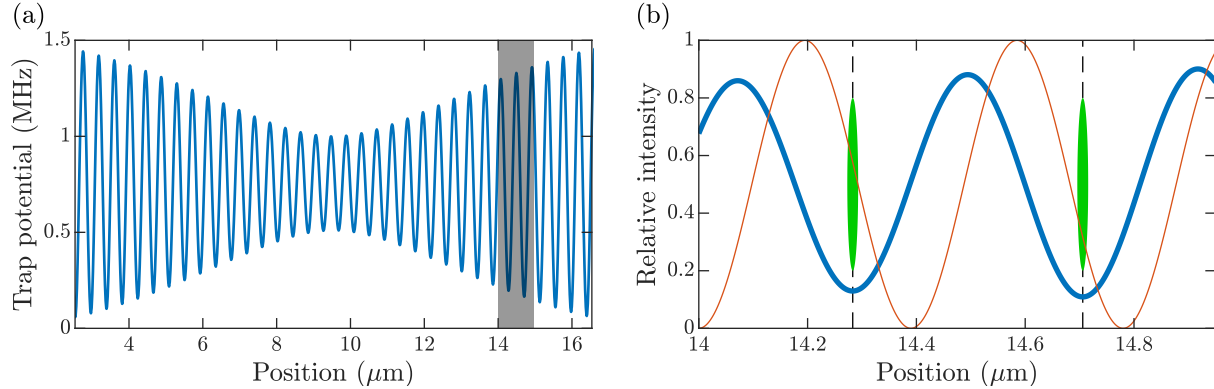 (a)
1.5
1
0.5
0
Trap potential (MHz)
4 6 8 10 12 14 16
Position (μm)
(b)
1
0.8
0.6
0.4
0.2
0
Relative intensity
14 14.2 14.4 14.6 14.8
Position (μm)